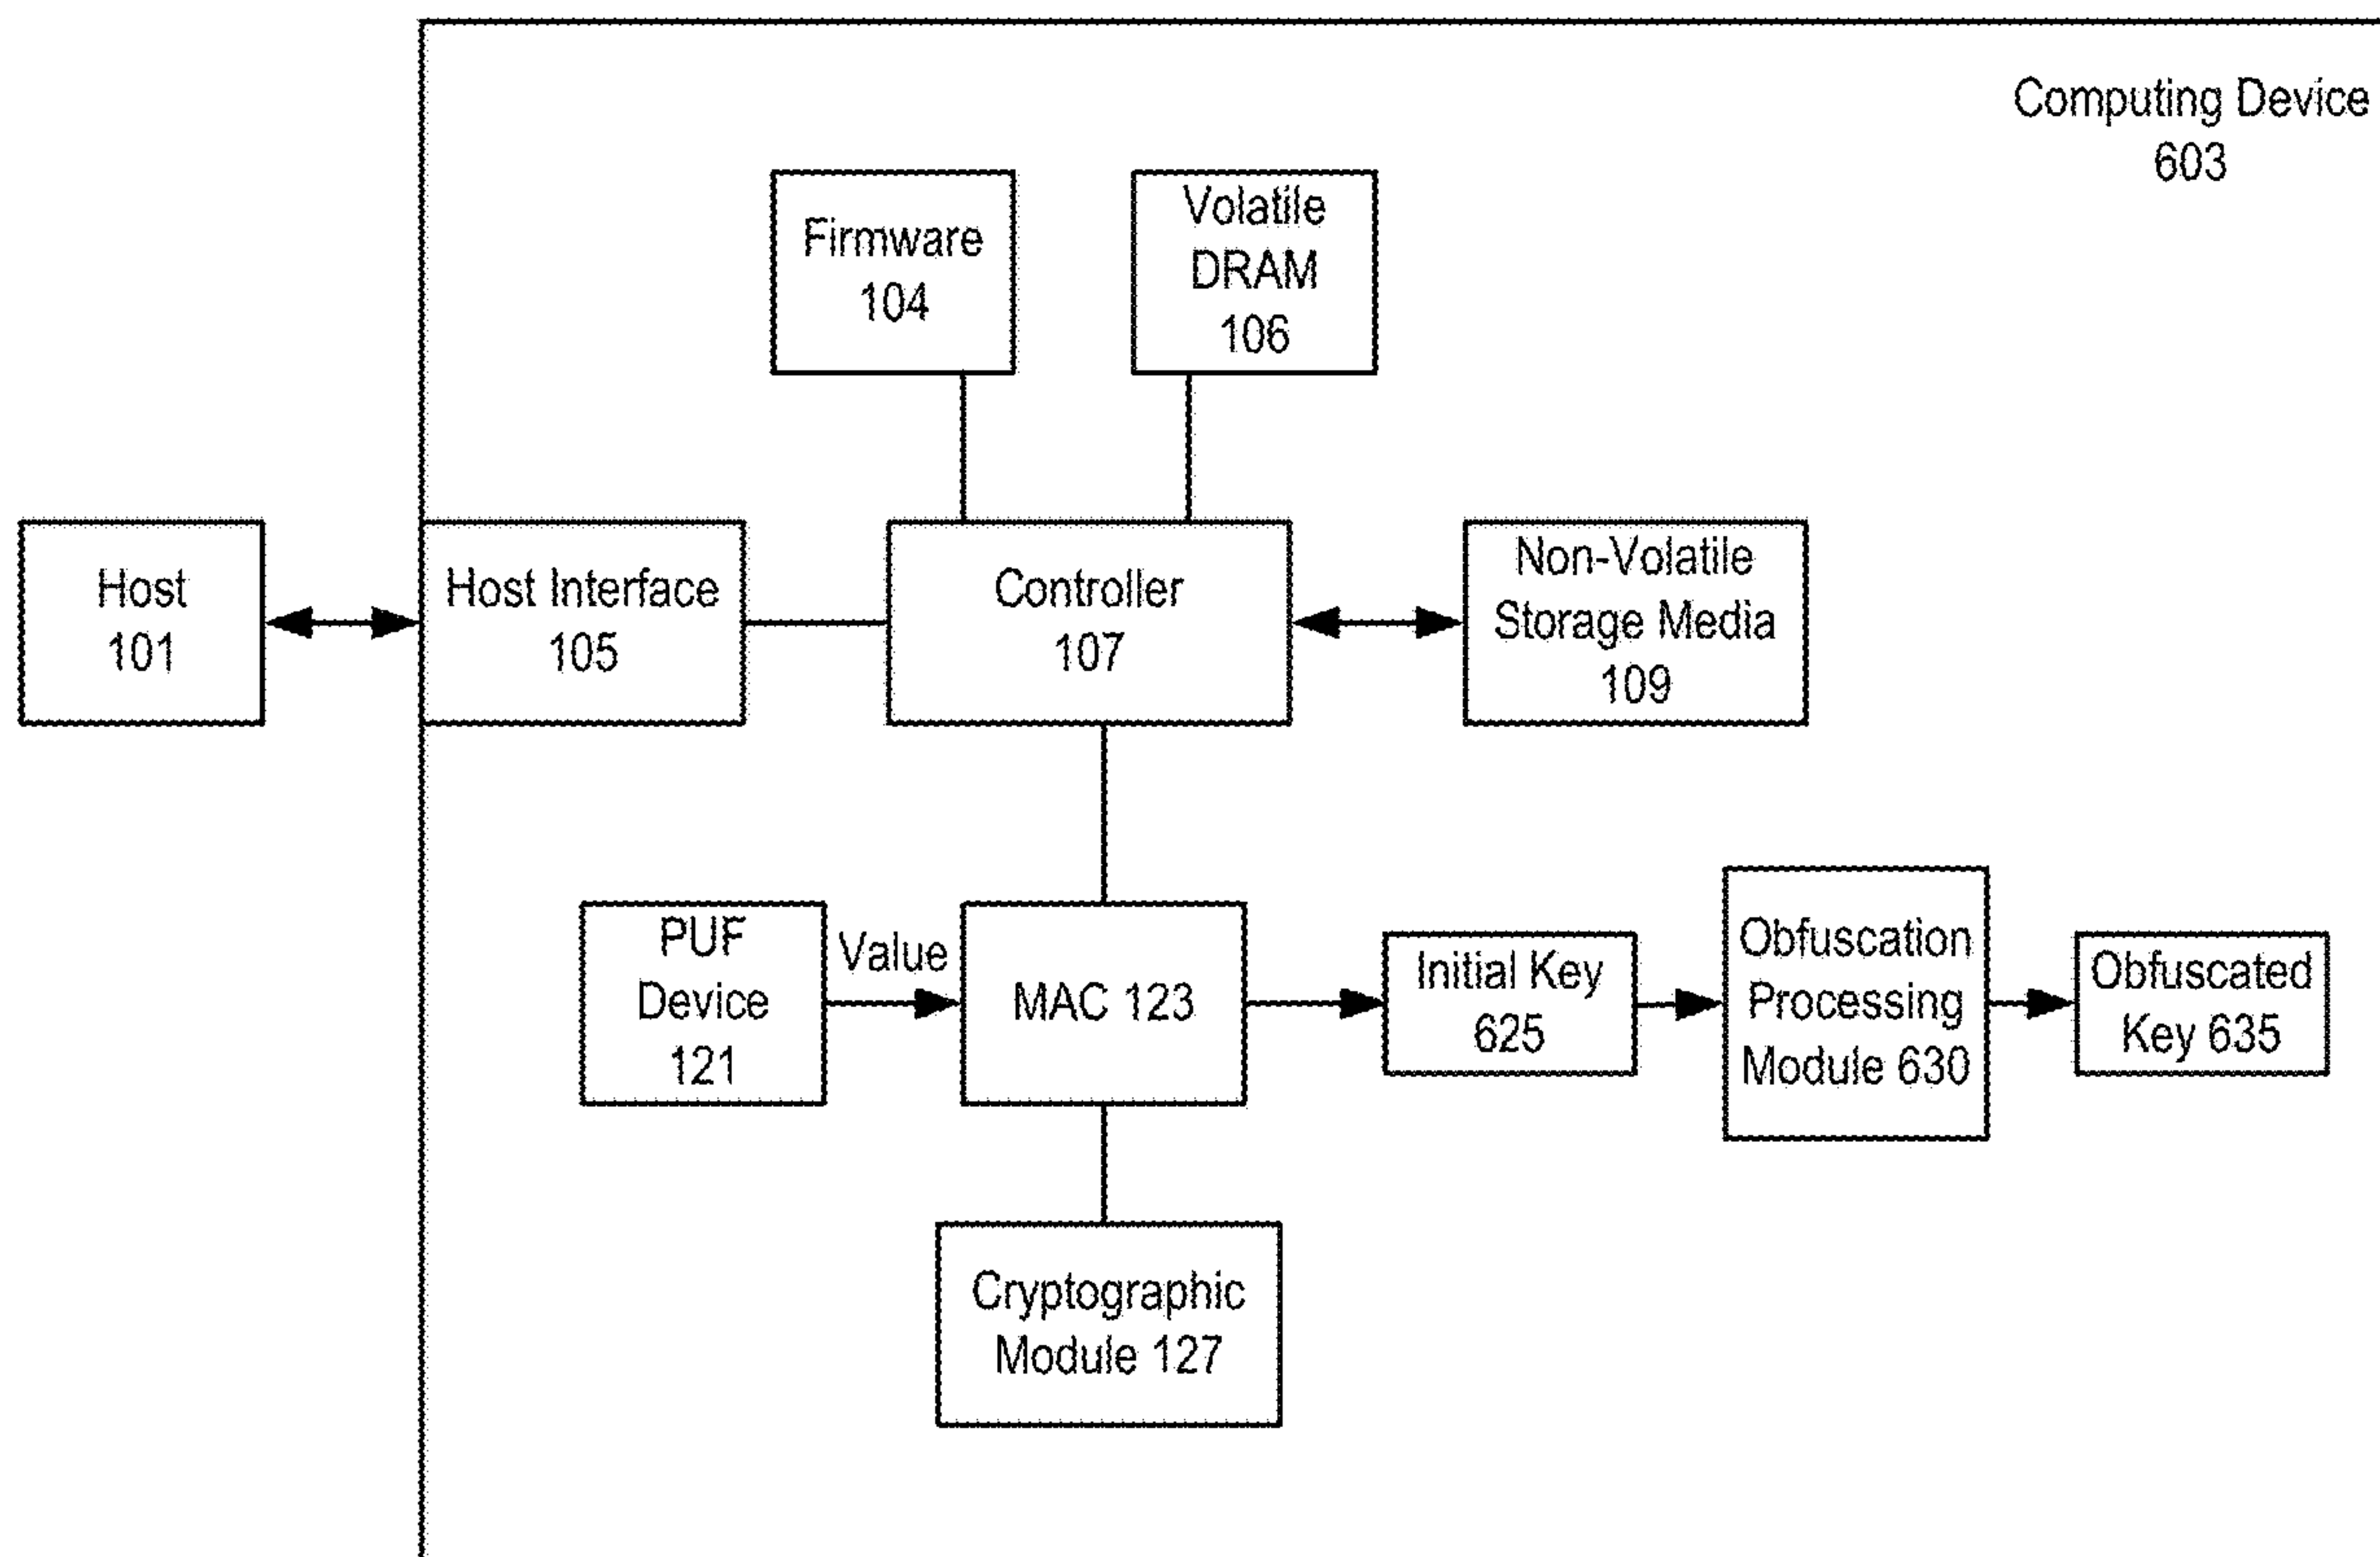 Computing Device
603
Firmware
104
Volatile
DRAM
106
Host
101
Host Interface
105
Controller
107
Non-Volatile
Storage Media
109
PUF
Device
121
Value
MAC 123
Initial Key
625
Obfuscation
Processing
Module 630
Obfuscated
Key 635
Cryptographic
Module 127